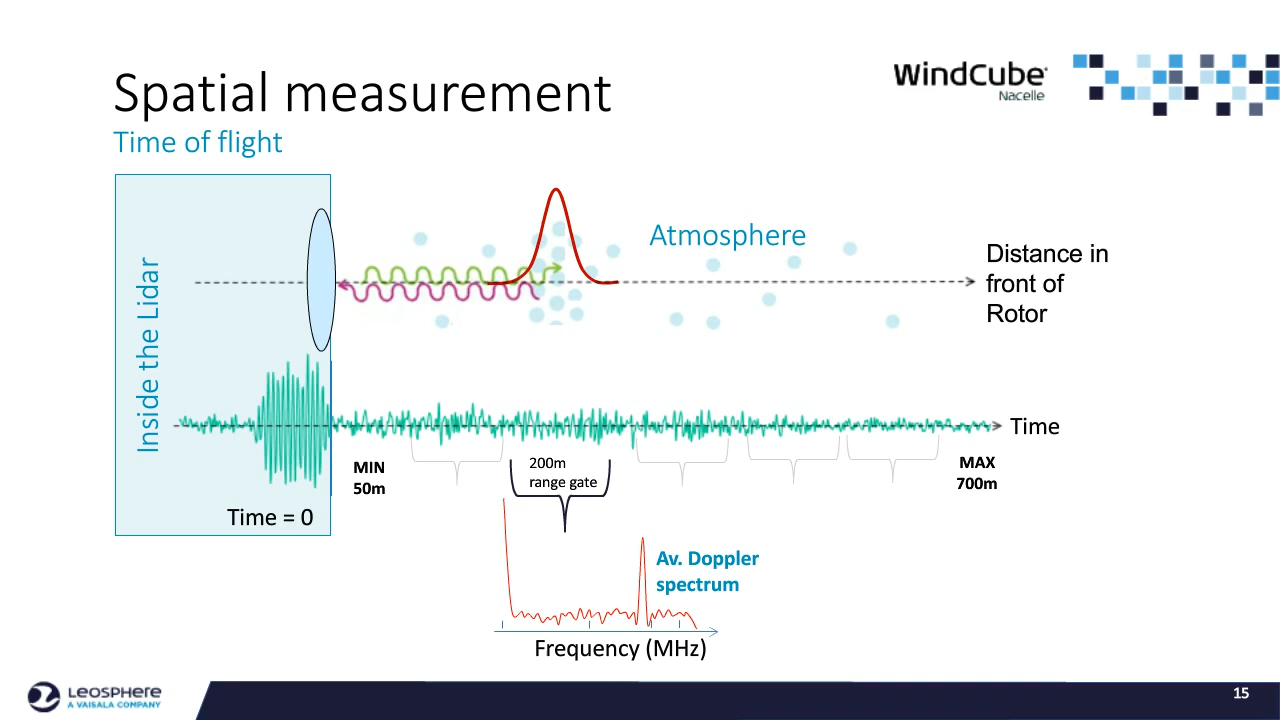 Spatial measurement
Time of flight
WindCube
Nacelle
Inside the Lidar
Atmosphere
Distance in
front of
Rotor
Time
MIN
50m
200m
range gate
MAX
700m
Time = 0
Av. Doppler
spectrum
Frequency (MHz)
LEOSPHERE
A VAISALA COMPANY
15